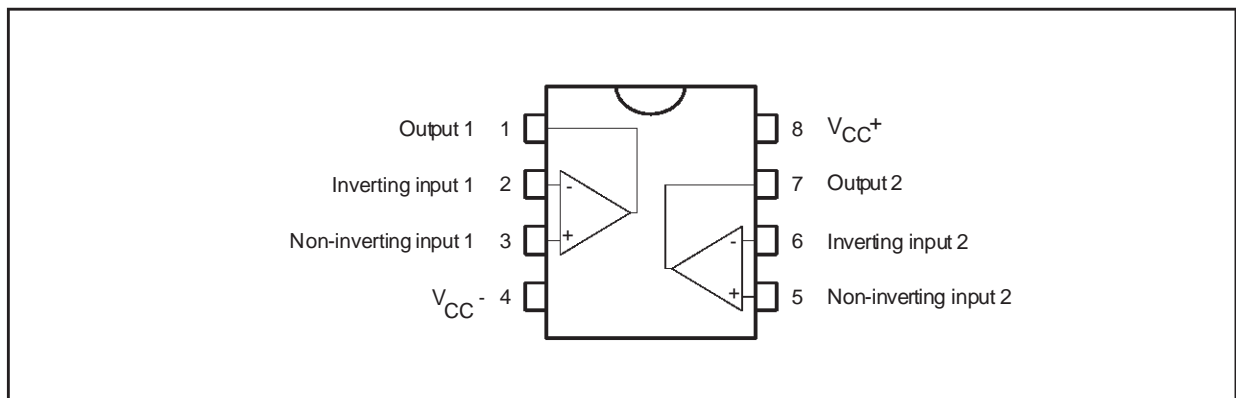 Output 1 1
Inverting input 1 2
Non-inverting input 1 3
VCC - 4
8 VCC+
7 Output 2
6 Inverting input 2
5 Non-inverting input 2
-
+
-
+